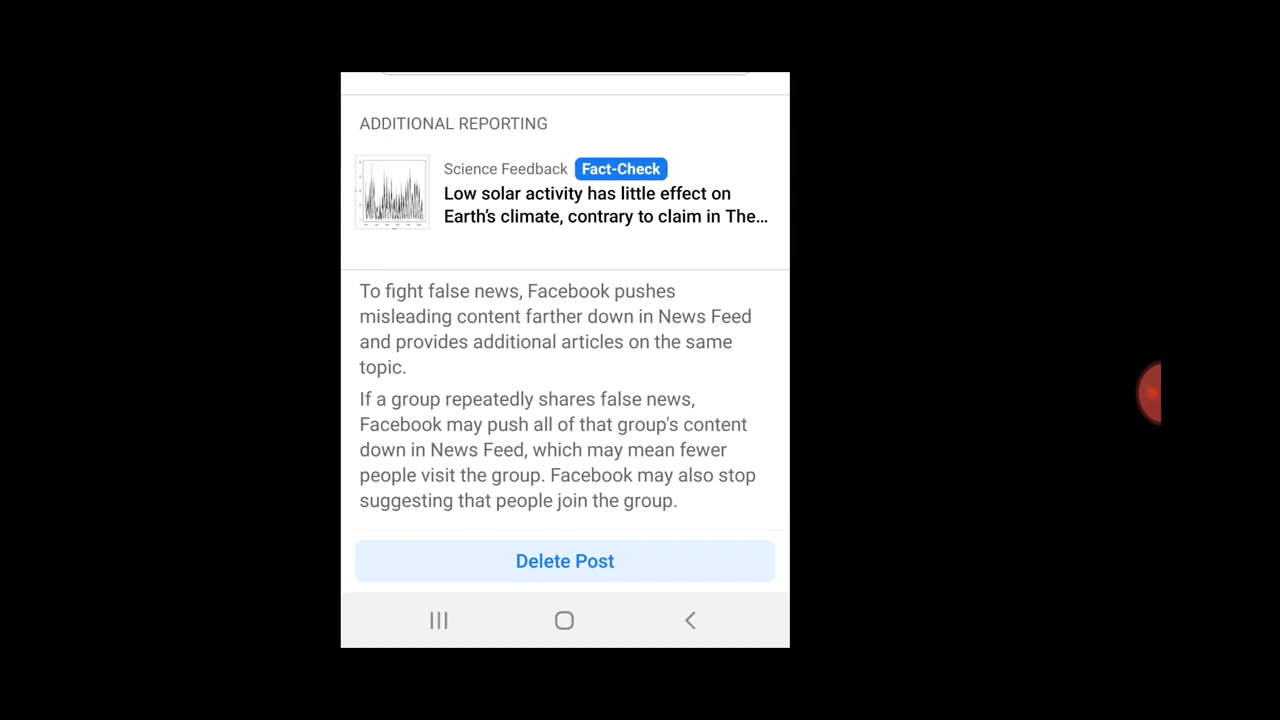 ADDITIONAL REPORTING
Science Feedback Fact-Check
Low solar activity has little effect on
Earth's climate, contrary to claim in The...
To fight false news, Facebook pushes
misleading content farther down in News Feed
and provides additional articles on the same
topic.
If a group repeatedly shares false news,
Facebook may push all of that group's content
down in News Feed, which may mean fewer
people visit the group. Facebook may also stop
suggesting that people join the group.
Delete Post